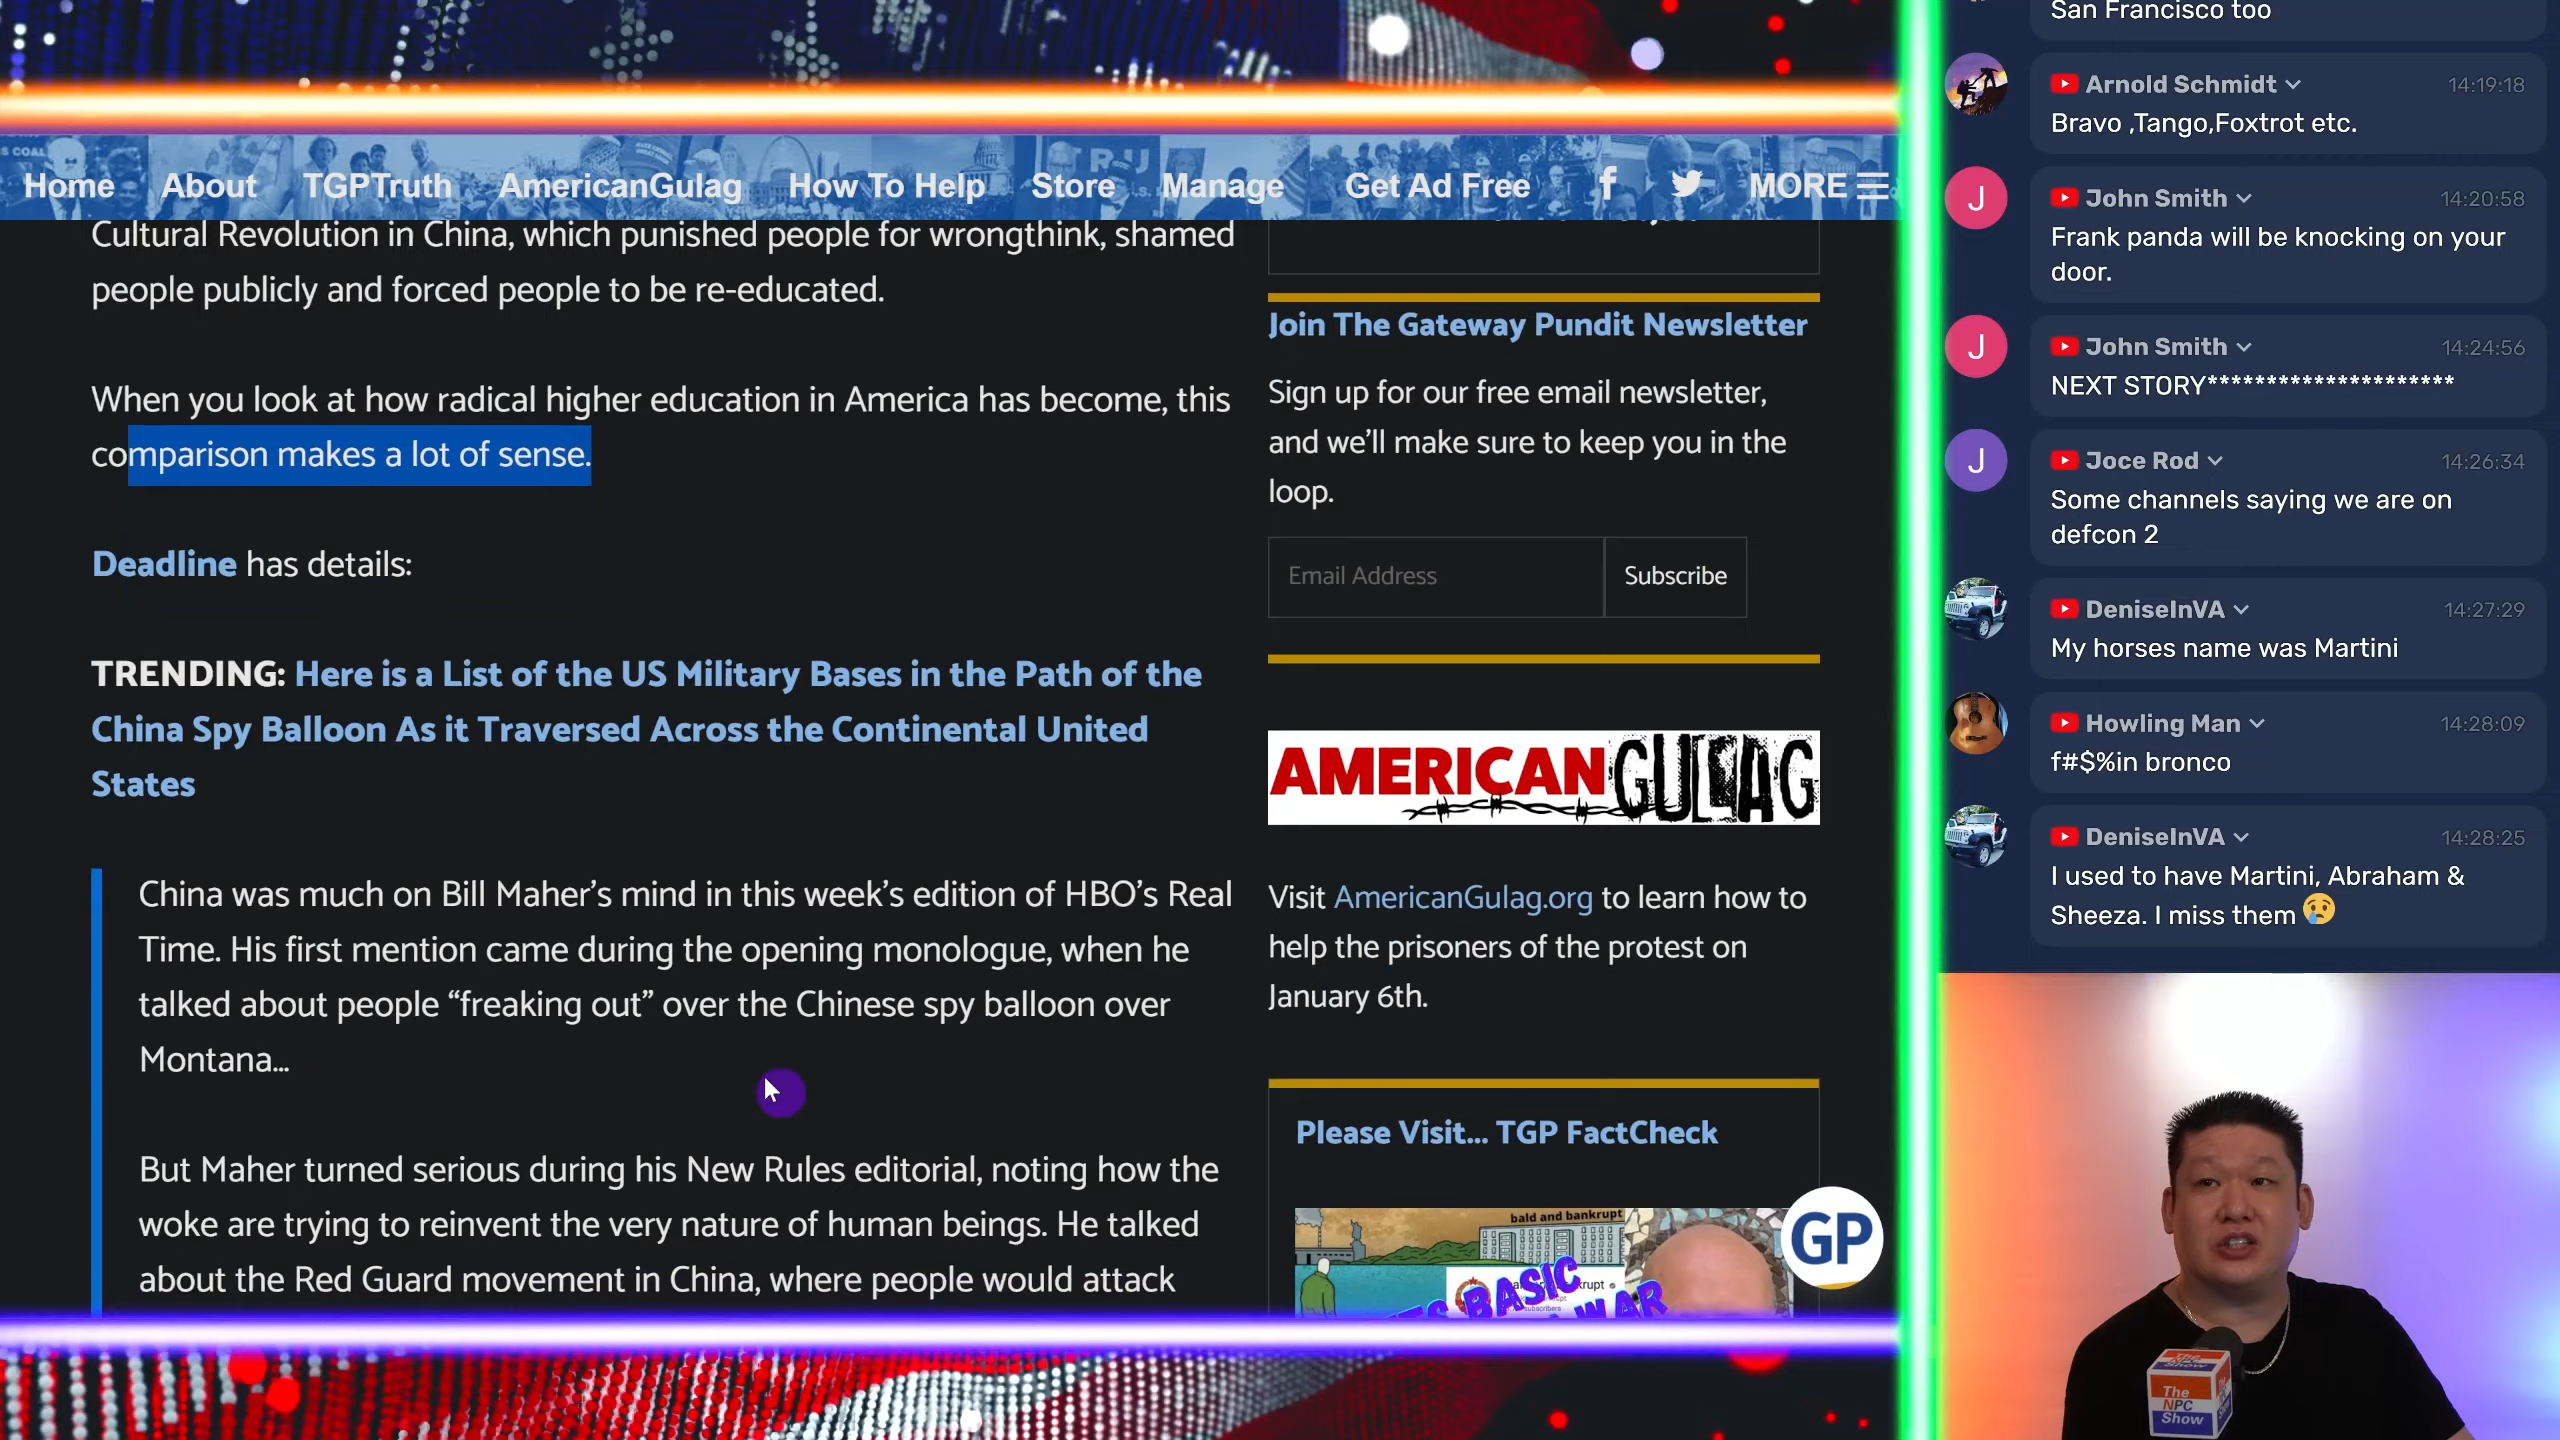 Home About TGPTruth AmericanGulag How To Help Store Manage Get Ad Free MORE
Cultural Revolution in China, which punished people for wrongthink, shamed
people publicly and forced people to be re-educated.
When you look at how radical higher education in America has become, this
comparison makes a lot of sense.
Deadline has details:
TRENDING: Here is a List of the US Military Bases in the Path of the
China Spy Balloon As it Traversed Across the Continental United
States
China was much on Bill Maher’s mind in this week’s edition of HBO’s Real
Time. His first mention came during the opening monologue, when he
talked about people “freaking out” over the Chinese spy balloon over
Montana…
But Maher turned serious during his New Rules editorial, noting how the
woke are trying to reinvent the very nature of human beings. He talked
about the Red Guard movement in China, where people would attack
Join The Gateway Pundit Newsletter
Sign up for our free email newsletter,
and we’ll make sure to keep you in the
loop.
Email Address
Subscribe
AMERICAN GULAG
Visit AmericanGulag.org to learn how to
help the prisoners of the protest on
January 6th.
Please Visit... TGP FactCheck
bald and bankrupt
BASIC
WAR
GP
San Francisco too
Arnold Schmidt 14:19:18
Bravo ,Tango,Foxtrot etc.
John Smith 14:20:58
Frank panda will be knocking on your
door.
John Smith 14:24:56
NEXT STORY*********************
Joce Rod 14:26:34
Some channels saying we are on
defcon 2
DeniseInVA 14:27:29
My horses name was Martini
Howling Man 14:28:09
f#$%in bronco
DeniseInVA 14:28:25
I used to have Martini, Abraham &
Sheeza. I miss them 😢
The NPC
Show
The
NPC
Show